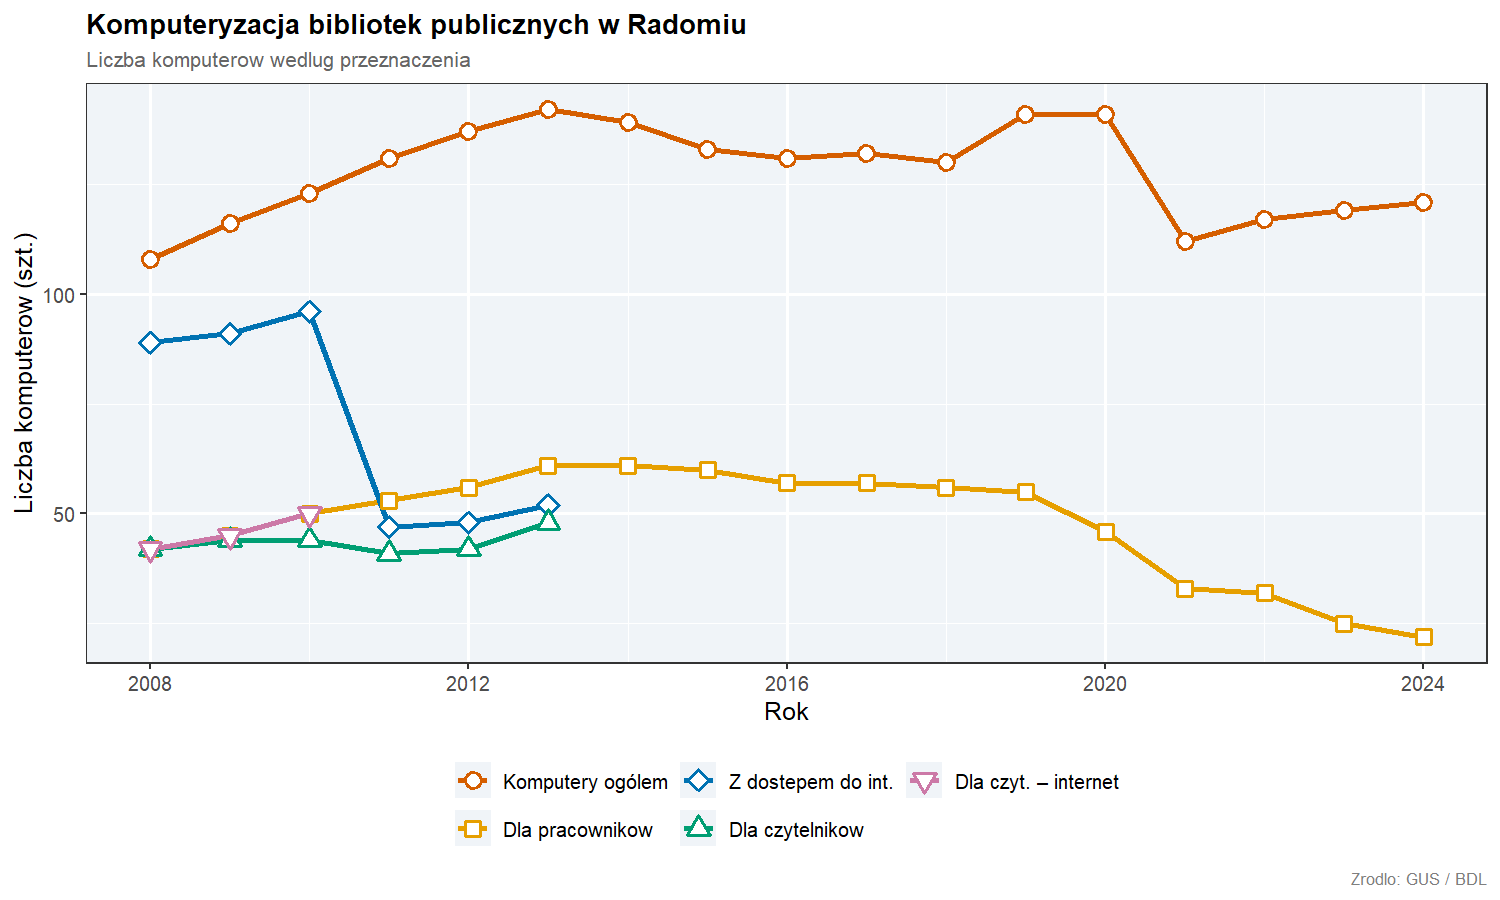 Komputeryzacja bibliotek publicznych w Radomiu
Liczba komputerow wedlug przeznaczenia
Liczba komputerow (szt.)
100
50
2008 2012 2016 2020 2024
Rok
Komputery ogólem Z dostepem do int. Dla czyt. – internet
Dla pracownikow Dla czytelnikow
Zrodlo: GUS / BDL